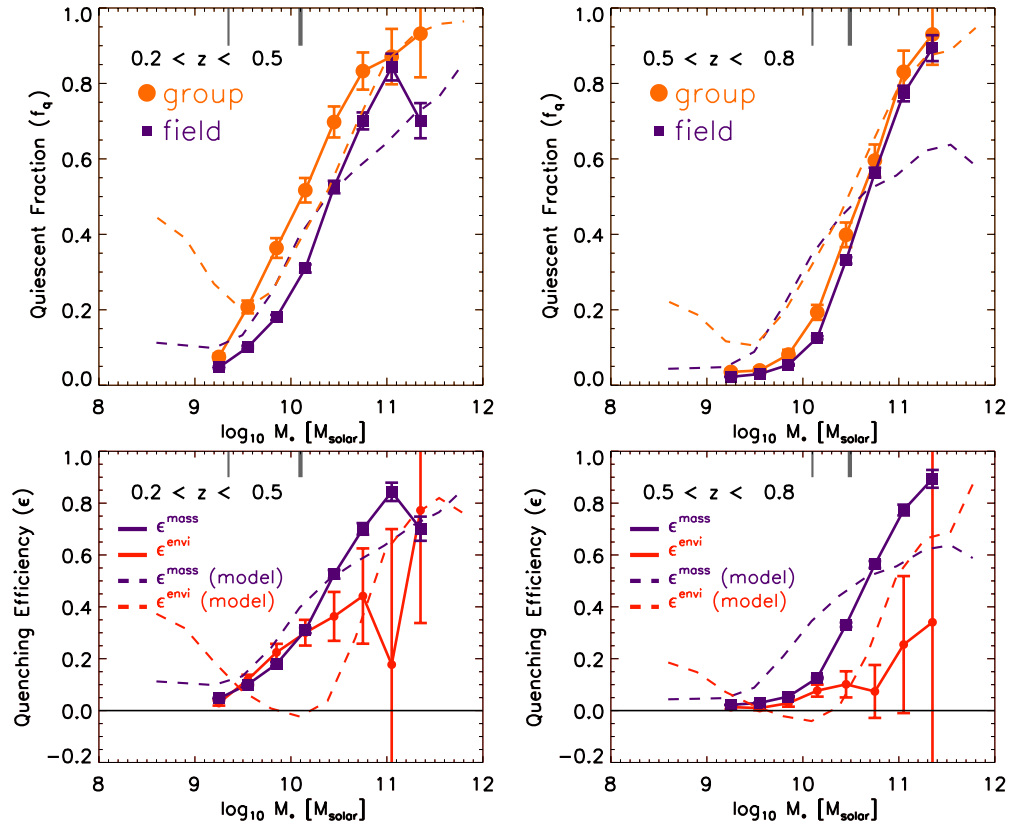 1.0
0.8
0.6
0.4
0.2
0.0
Quiescent Fraction (f_q)
0.2 < z < 0.5
group
field
8 9 10 11 12
log₁₀ M* [M_solar]
1.0
0.8
0.6
0.4
0.2
0.0
Quiescent Fraction (f_q)
0.5 < z < 0.8
group
field
8 9 10 11 12
log₁₀ M* [M_solar]
1.0
0.8
0.6
0.4
0.2
0.0
−0.2
Quenching Efficiency (ϵ)
0.2 < z < 0.5
ϵ^mass
ϵ^envi
ϵ^mass (model)
ϵ^envi (model)
8 9 10 11 12
log₁₀ M* [M_solar]
1.0
0.8
0.6
0.4
0.2
0.0
−0.2
Quenching Efficiency (ϵ)
0.5 < z < 0.8
ϵ^mass
ϵ^envi
ϵ^mass (model)
ϵ^envi (model)
8 9 10 11 12
log₁₀ M* [M_solar]